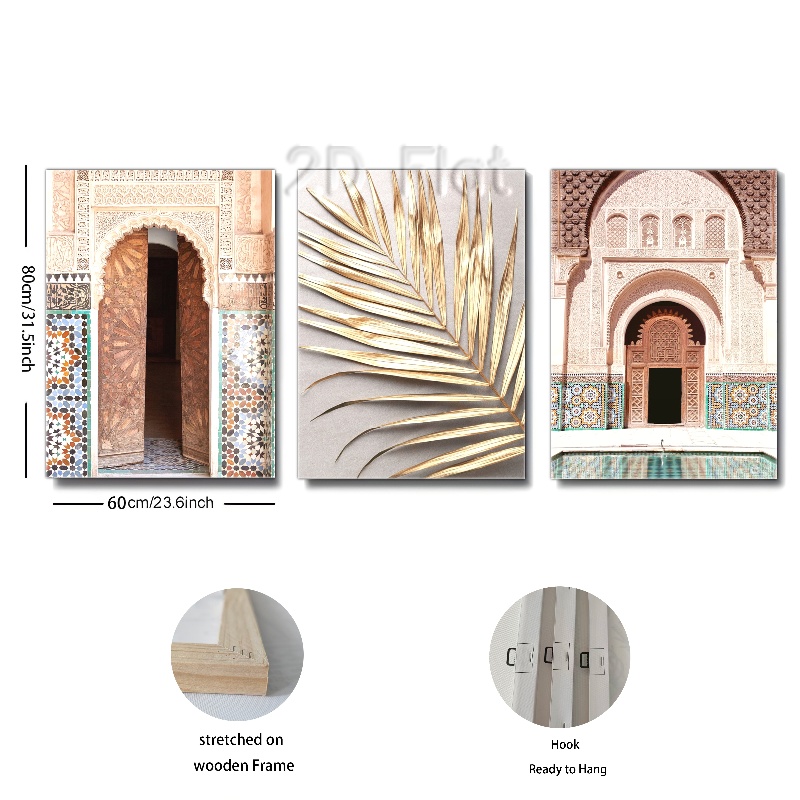 2D Flat
80cm/31.5inch
60cm/23.6inch
stretched on
wooden Frame
Hook
Ready to Hang